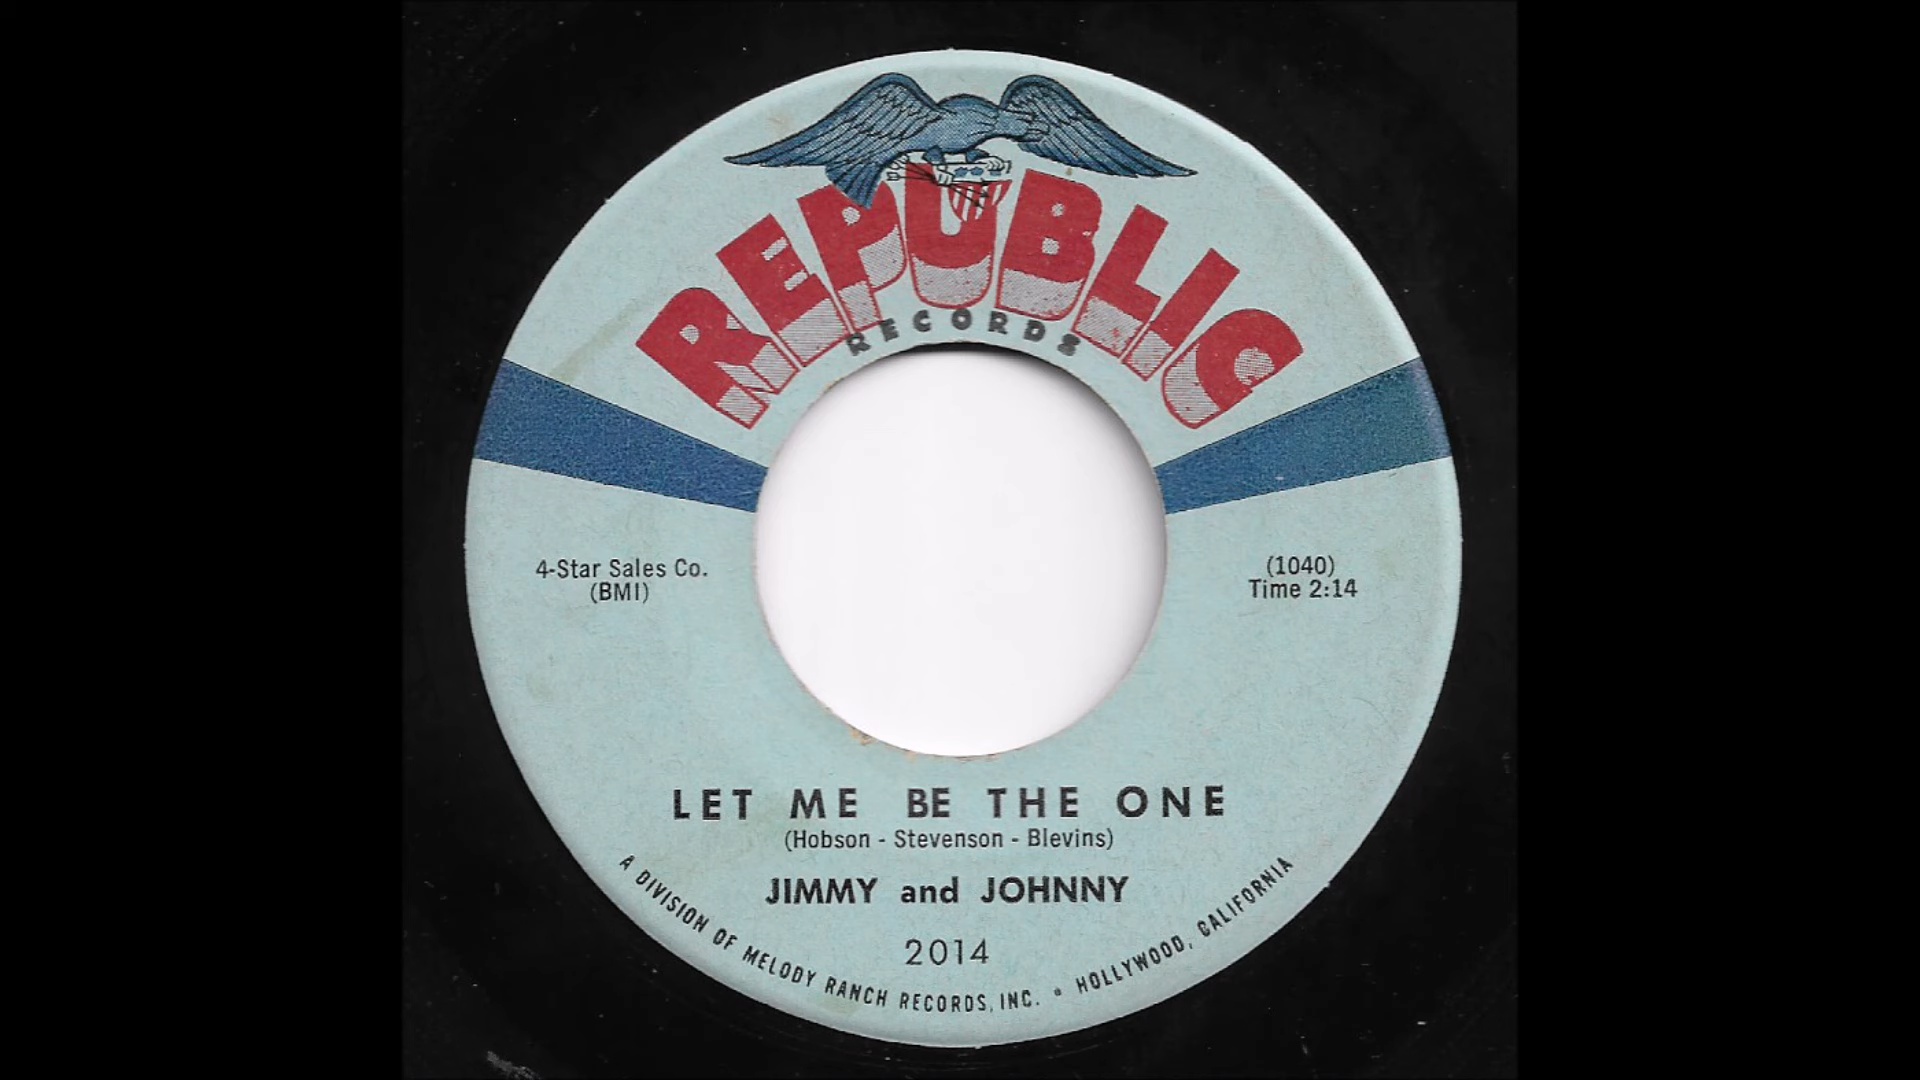 REPUBLIC
RECORDS
4-Star Sales Co.
(BMI)
(1040)
Time 2:14
LET ME BE THE ONE
(Hobson - Stevenson - Blevins)
JIMMY and JOHNNY
2014
A DIVISION OF MELODY RANCH RECORDS, INC. • HOLLYWOOD, CALIFORNIA